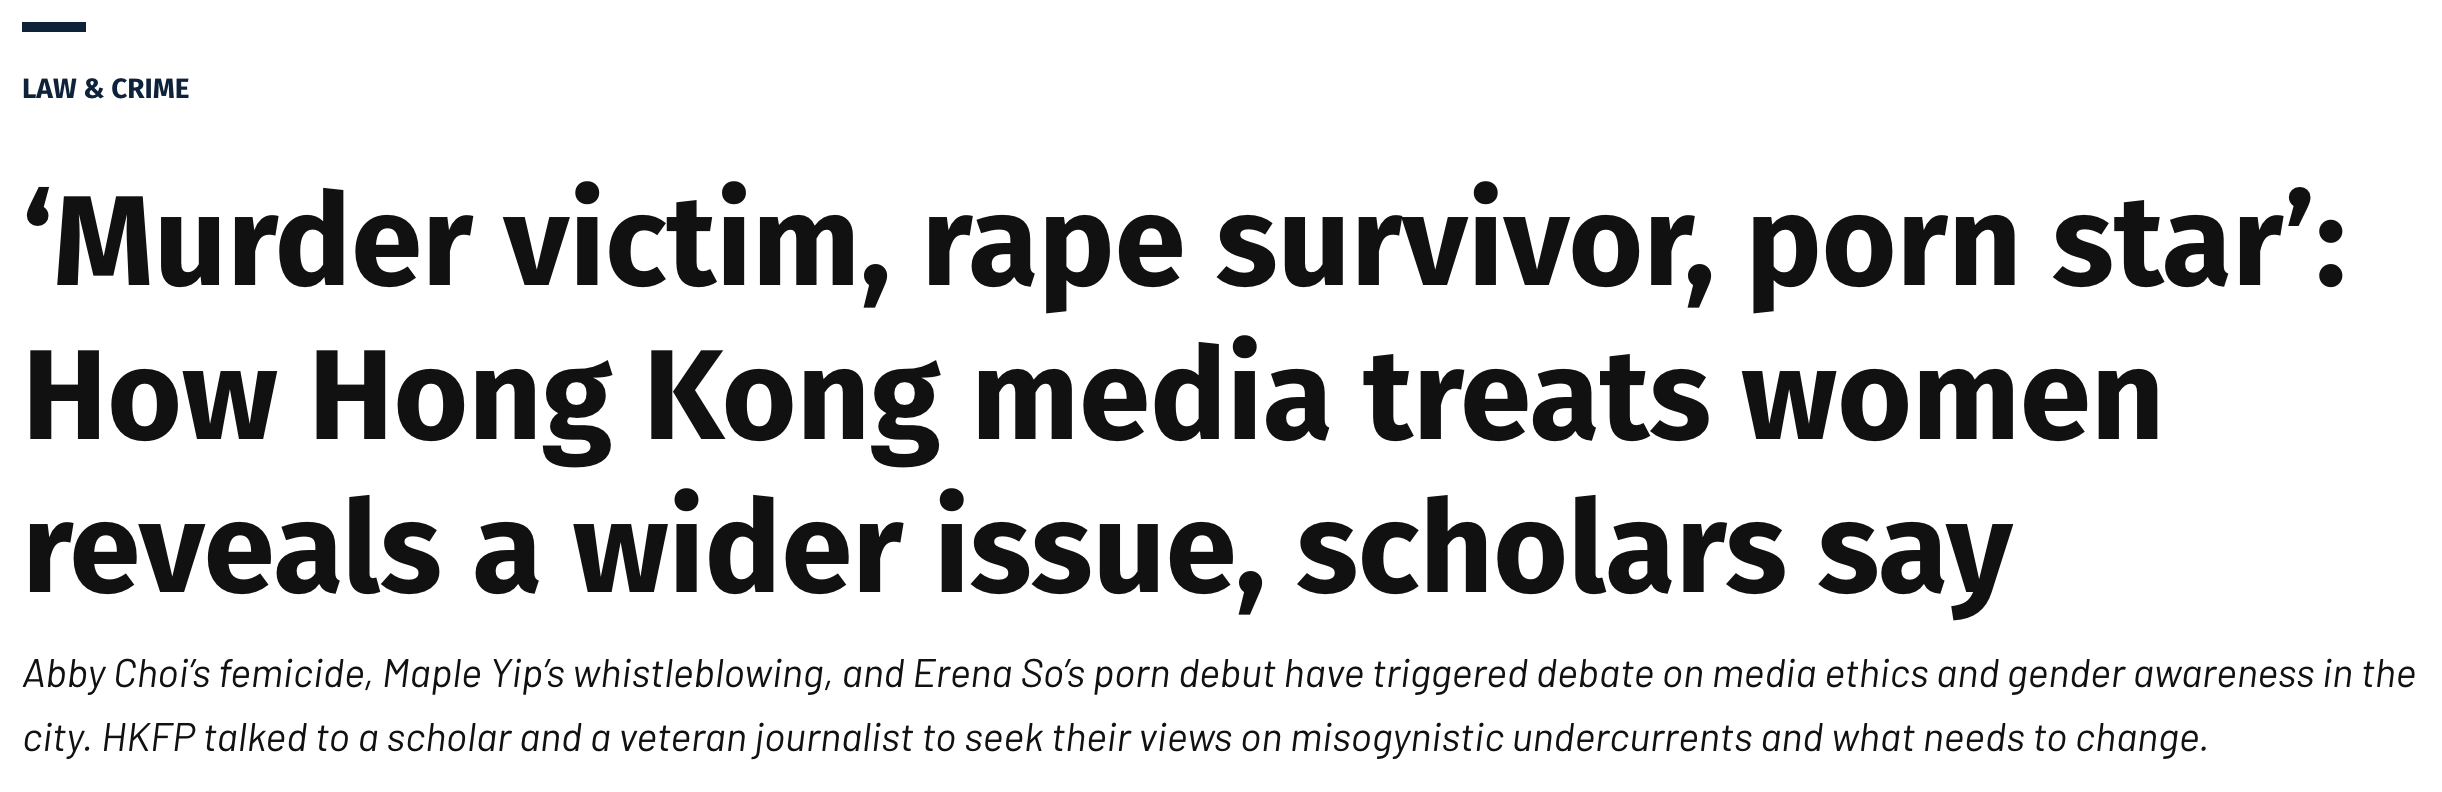 LAW & CRIME
‘Murder victim, rape survivor, porn star’:
How Hong Kong media treats women
reveals a wider issue, scholars say
Abby Choi’s femicide, Maple Yip’s whistleblowing, and Erena So’s porn debut have triggered debate on media ethics and gender awareness in the
city. HKFP talked to a scholar and a veteran journalist to seek their views on misogynistic undercurrents and what needs to change.